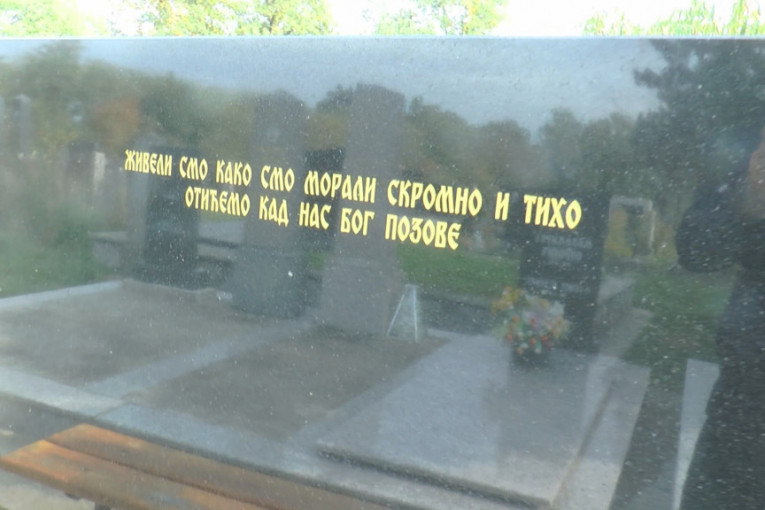 ЖИВЕЛИ СМО КАКО СМО МОРАЛИ СКРОМНО И ТИХО
ОТИЋЕМО КАД НАС БОГ ПОЗОВЕ